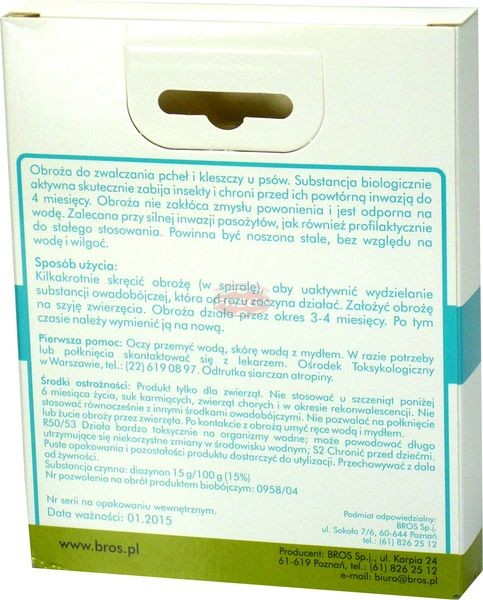 Obroża do zwalczania pcheł i kleszczy u psów. Substancja biologicznie
aktywna skutecznie zabija insekty i chroni przed ich powtórną inwazją do
4 miesięcy. Obroża nie zakłóca zmysłu powonienia i jest odporna na
wodę. Zalecana przy silnej inwazji pasożytów, jak również profilaktycznie
do stałego stosowania. Powinna być noszona stale, bez względu na
wodę i wilgoć.
Sposób użycia:
Kilkakrotnie skręcić obrożę (w spiralę), aby uaktywnić wydzielanie
substancji owadobójczej, która od razu zaczyna działać. Założyć obrożę
na szyję zwierzęcia. Obroża działa przez okres 3-4 miesięcy. Po tym
czasie należy wymienić ją na nową.
Pierwsza pomoc: Oczy przemyć wodą, skórę wodą z mydłem. W razie potrzeby
lub połknięcia skontaktować się z lekarzem. Ośrodek Toksykologiczny
w Warszawie, tel.: (22) 619 08 97. Odtrutka siarczan atropiny.
Środki ostrożności: Produkt tylko dla zwierząt. Nie stosować u szczeniąt poniżej
6 miesiąca życia, suk karmiących, zwierząt chorych i w okresie rekonwalescencji. Nie
stosować równocześnie z innymi środkami owadobójczymi. Nie pozwalać na połknięcie
lub żucie obroży przez zwierzęta. Po kontakcie z obrożą umyć ręce wodą i mydłem.
R50/53 Działa bardzo toksycznie na organizmy wodne; może powodować długo
utrzymujące się niekorzystne zmiany w środowisku wodnym; S2 Chronić przed dziećmi.
Puste opakowania i pozostałości produktu dostarczyć do utylizacji. Przechowywać z dala
od żywności.
Substancja czynna: diazynon 15 g/100 g (15%)
Nr pozwolenia na obrót produktem biobójczym: 0958/04
Nr serii na opakowaniu wewnętrznym.
Data ważności: 01.2015
Podmiot odpowiedzialny:
BROS Sp.j.
ul. Sokoła 7/6, 60-644 Poznań
tel.: (61) 826 25 12
www.bros.pl
Producent: BROS Sp.j., ul. Karpia 24
61-619 Poznań, tel.: (61) 826 25 12
e-mail: biuro@bros.pl